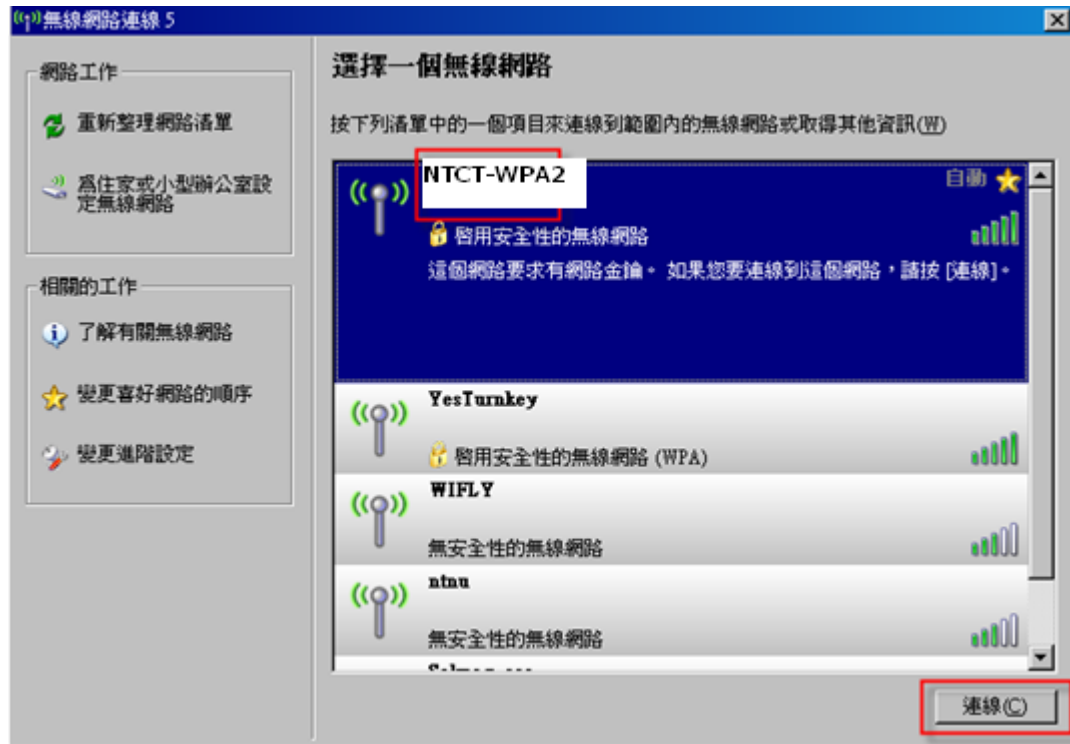 無線網路連線 5
網路工作
重新整理網路清單
為住家或小型辦公室設
定無線網路
相關的工作
了解有關無線網路
變更喜好網路的順序
變更進階設定
選擇一個無線網路
按下列清單中的一個項目來連線到範圍內的無線網路或取得其他資訊(W)
NTCT-WPA2
自動
啟用安全性的無線網路
這個網路要求有網路金鑰。如果您要連線到這個網路,請按 [連線]。
YesTurnkey
啟用安全性的無線網路 (WPA)
WIFLY
無安全性的無線網路
ntnu
無安全性的無線網路
連線(C)